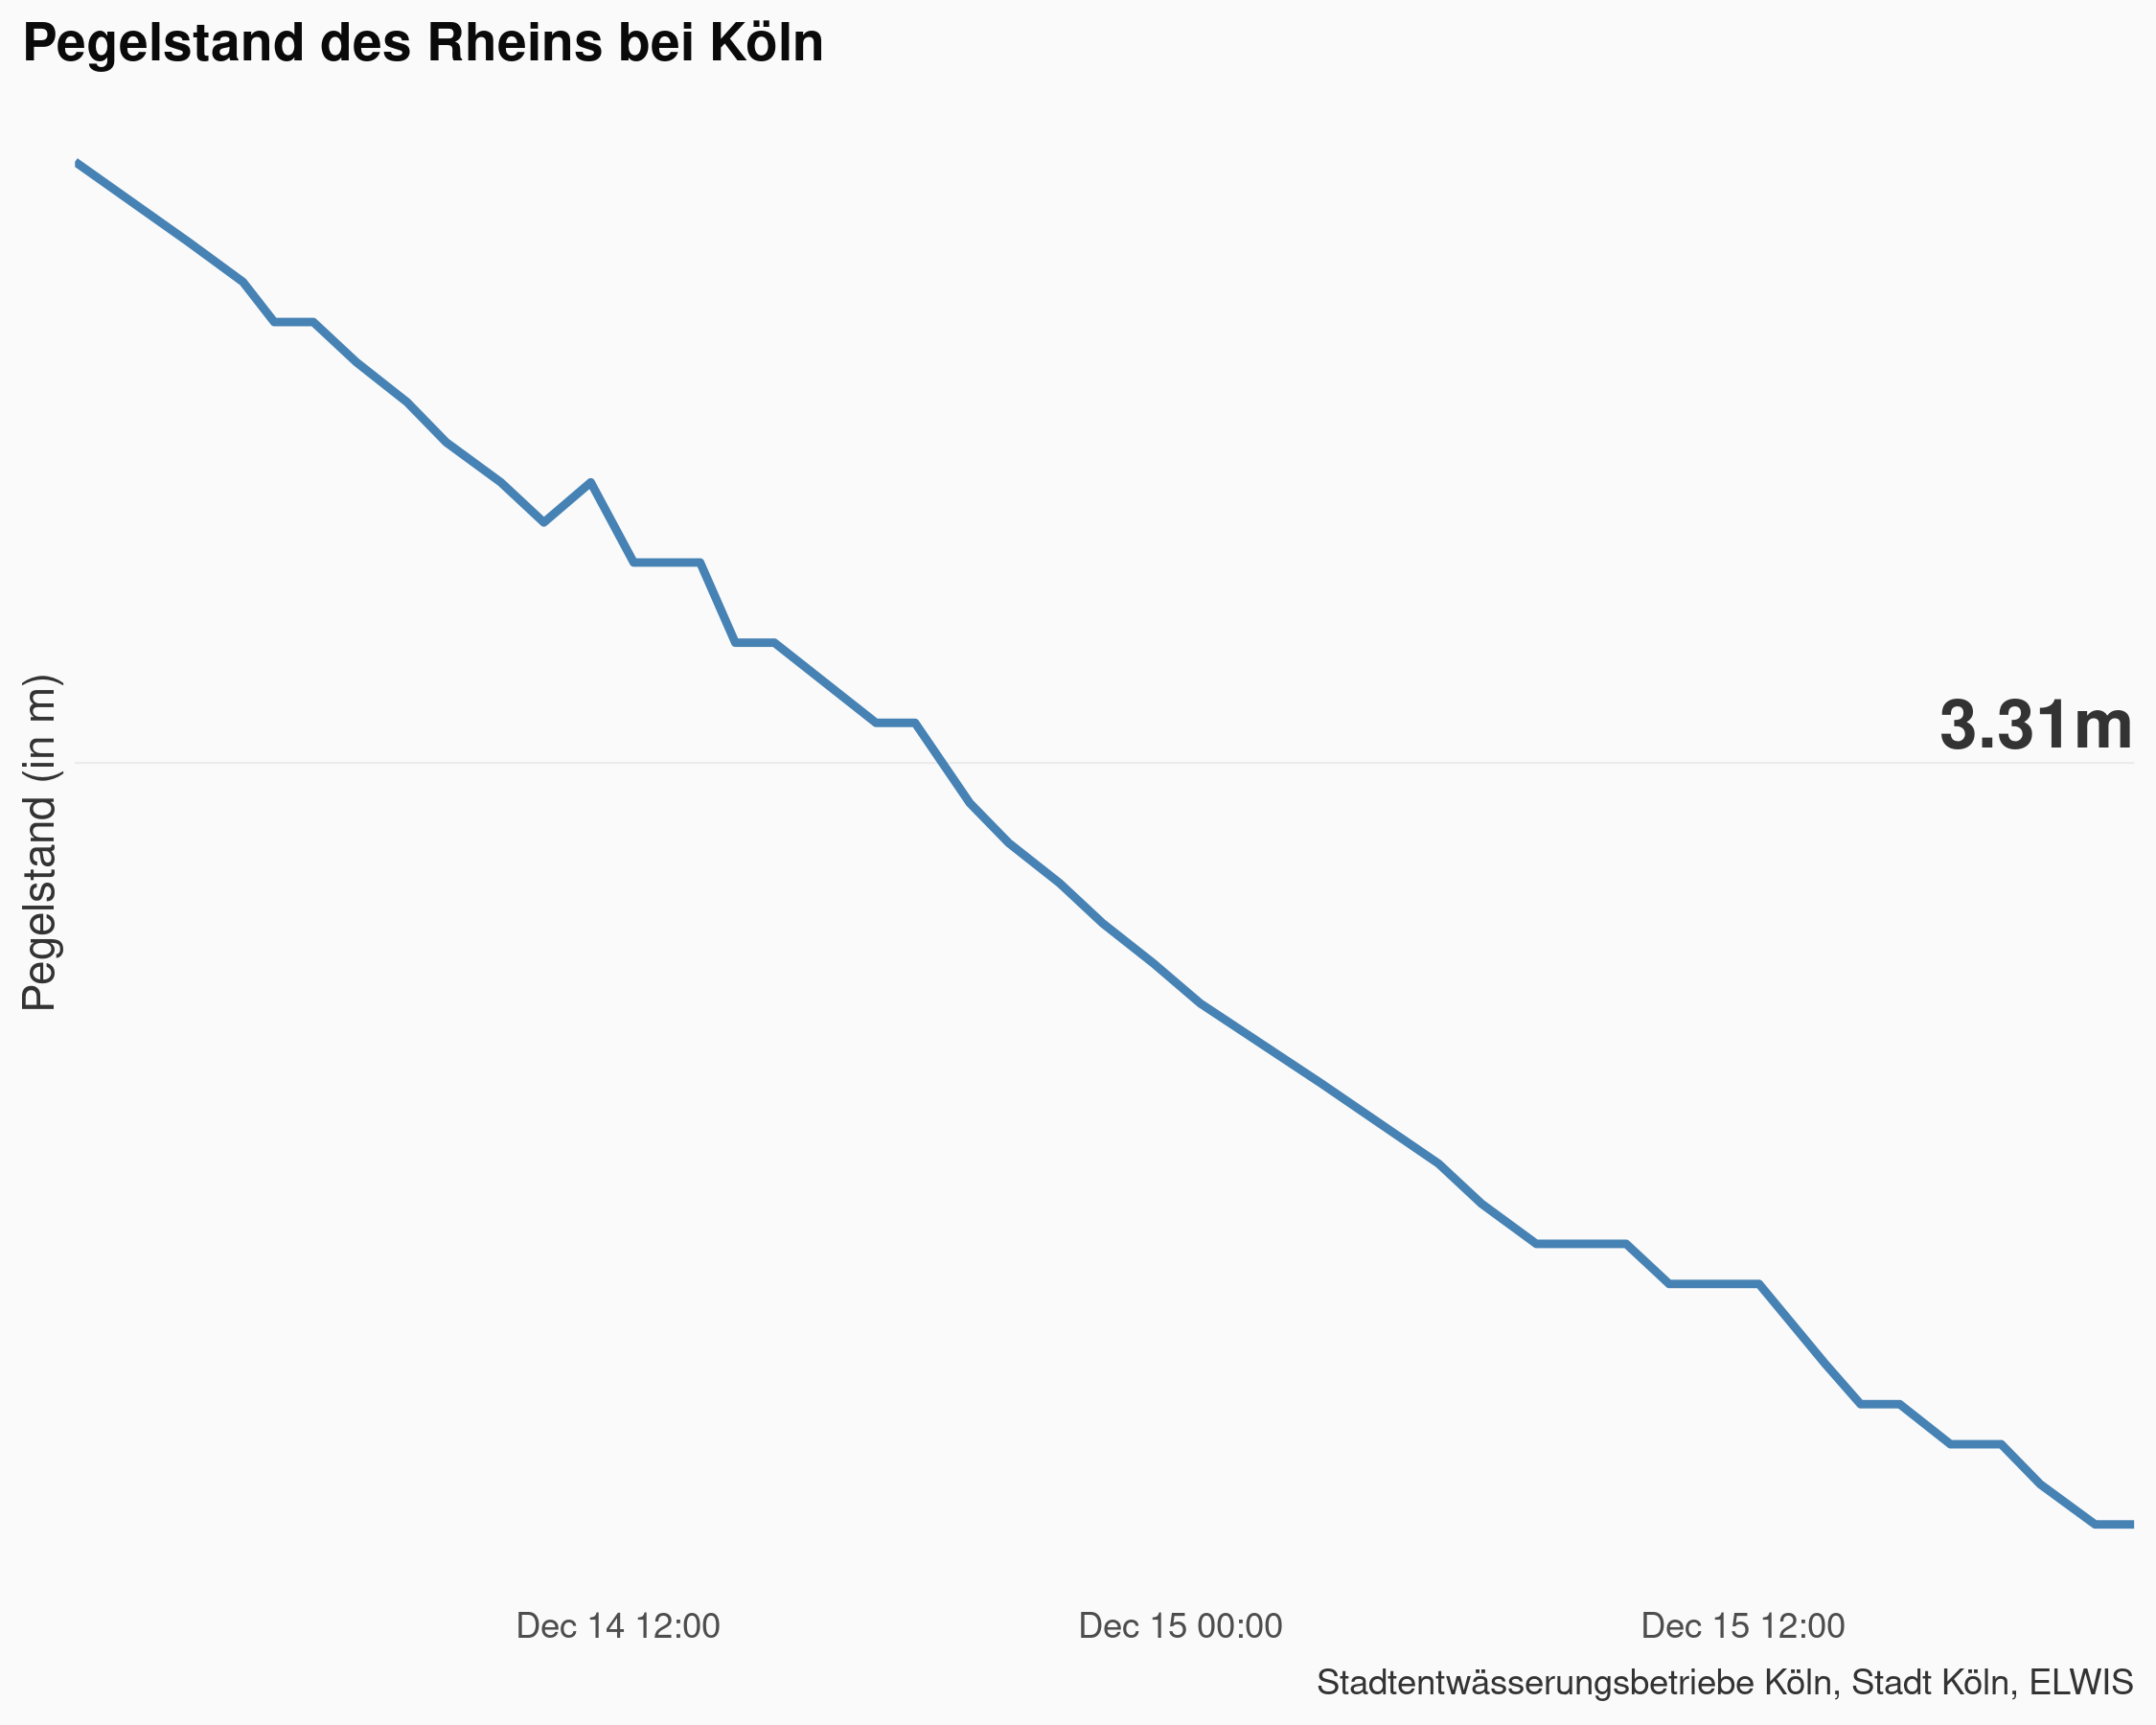 Pegelstand des Rheins bei Köln
Pegelstand (in m)
3.31m
Dec 14 12:00
Dec 15 00:00
Dec 15 12:00
Stadtentwässerungsbetriebe Köln, Stadt Köln, ELWIS